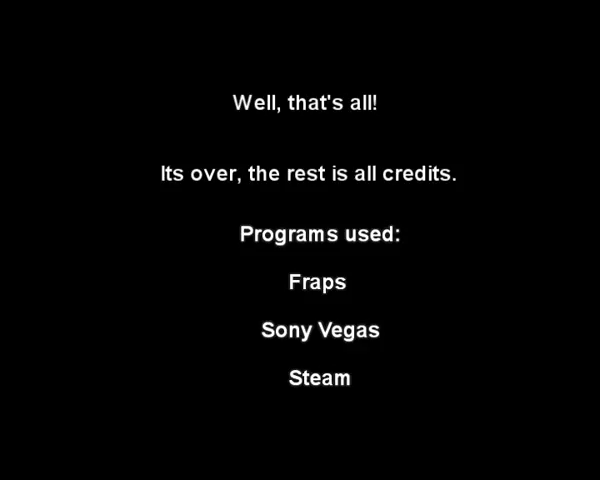 Well, that's all!
Its over, the rest is all credits.
Programs used:
Fraps
Sony Vegas
Steam